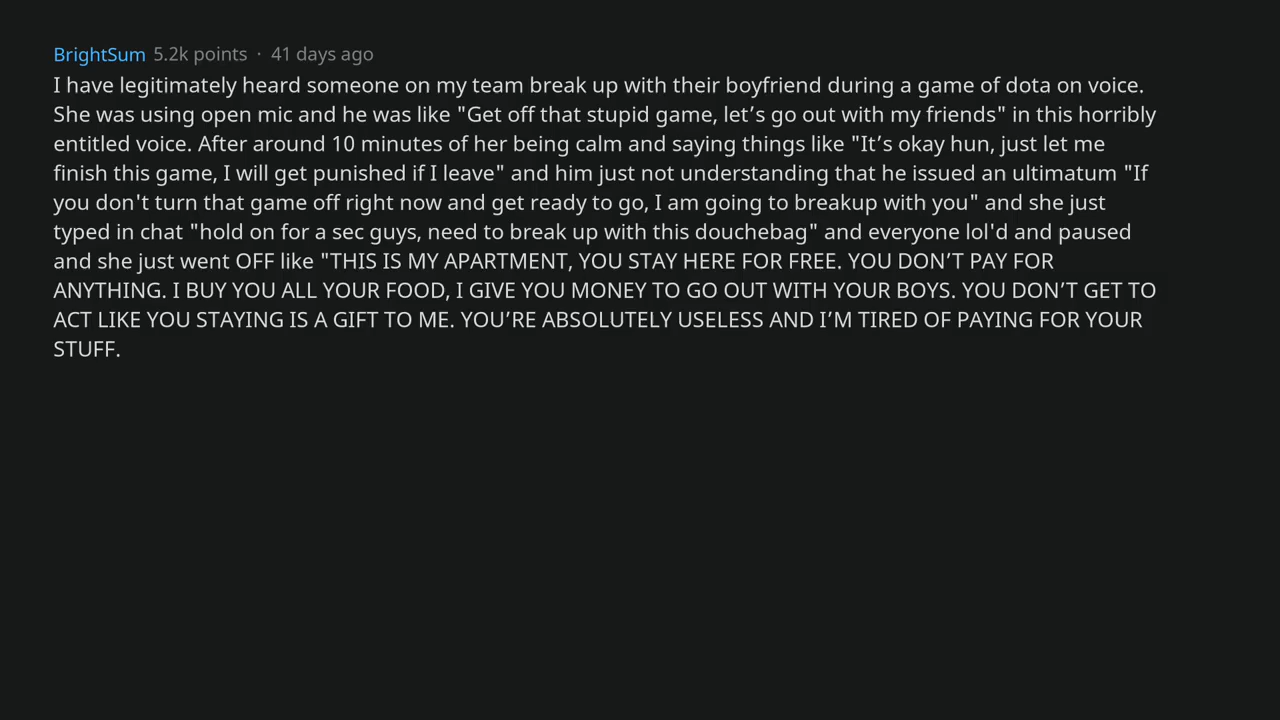 BrightSum 5.2k points · 41 days ago
I have legitimately heard someone on my team break up with their boyfriend during a game of dota on voice.
She was using open mic and he was like "Get off that stupid game, let’s go out with my friends" in this horribly
entitled voice. After around 10 minutes of her being calm and saying things like "It’s okay hun, just let me
finish this game, I will get punished if I leave" and him just not understanding that he issued an ultimatum "If
you don't turn that game off right now and get ready to go, I am going to breakup with you" and she just
typed in chat "hold on for a sec guys, need to break up with this douchebag" and everyone lol'd and paused
and she just went OFF like "THIS IS MY APARTMENT, YOU STAY HERE FOR FREE. YOU DON’T PAY FOR
ANYTHING. I BUY YOU ALL YOUR FOOD, I GIVE YOU MONEY TO GO OUT WITH YOUR BOYS. YOU DON’T GET TO
ACT LIKE YOU STAYING IS A GIFT TO ME. YOU’RE ABSOLUTELY USELESS AND I’M TIRED OF PAYING FOR YOUR
STUFF.